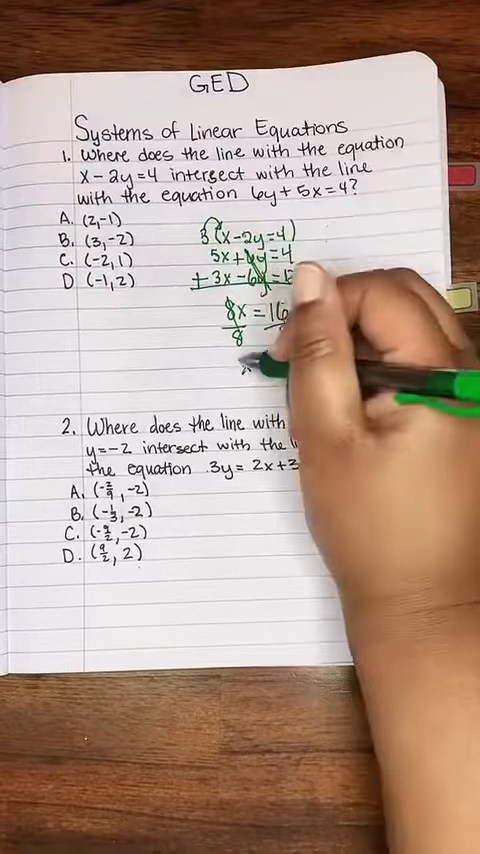 GED
Systems of Linear Equations
1. Where does the line with the equation
x - 2y = 4 intersect with the line
with the equation 6y + 5x = 4?
A. (2,-1)
B. (3,-2)
C. (-2,1)
D (-1,2)
3(x-2y=4)
5x+6y=4
+ 3x-6y=12
8x = 16
8
2. Where does the line with
y = -2 intersect with the
the equation 3y = 2x+3
A. (-2/9, -2)
B. (-1/3, -2)
C. (-9/2, -2)
D. (9/2, 2)